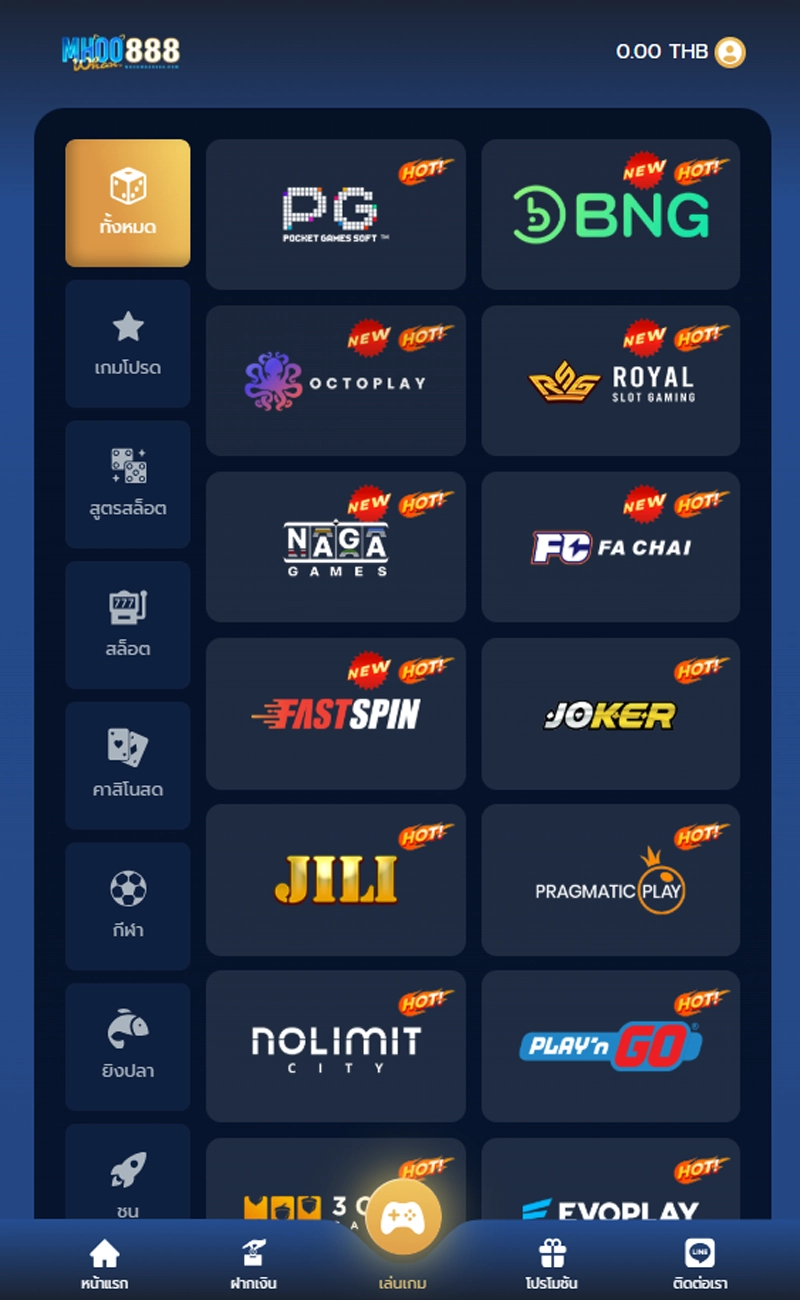 MHOO888
0.00 THB
ทั้งหมด
เกมโปรด
สูตรสล็อต
777
สล็อต
คาสิโนสด
กีฬา
ยิงปลา
ชน
HOT!
PG
POCKET GAMES SOFT ™
NEW HOT!
BNG
NEW HOT!
OCTOPLAY
NEW HOT!
RSG ROYAL
SLOT GAMING
NEW HOT!
NAGA
GAMES
NEW HOT!
FC FA CHAI
NEW HOT!
FASTSPIN
HOT!
JOKER
HOT!
JILI
HOT!
PRAGMATIC PLAY
HOT!
NOLIMIT
CITY
HOT!
PLAY'n GO®
HOT!
HOT!
EVOPLAY
หน้าแรก
ฝากเงิน
เล่นเกม
โปรโมชัน
LINE
ติดต่อเรา